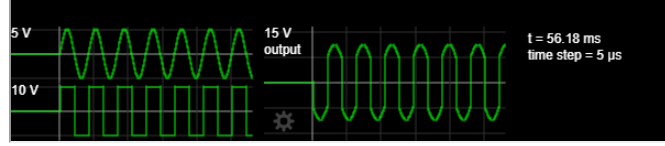 5 V
10 V
15 V
output
t = 56.18 ms
time step = 5 μs